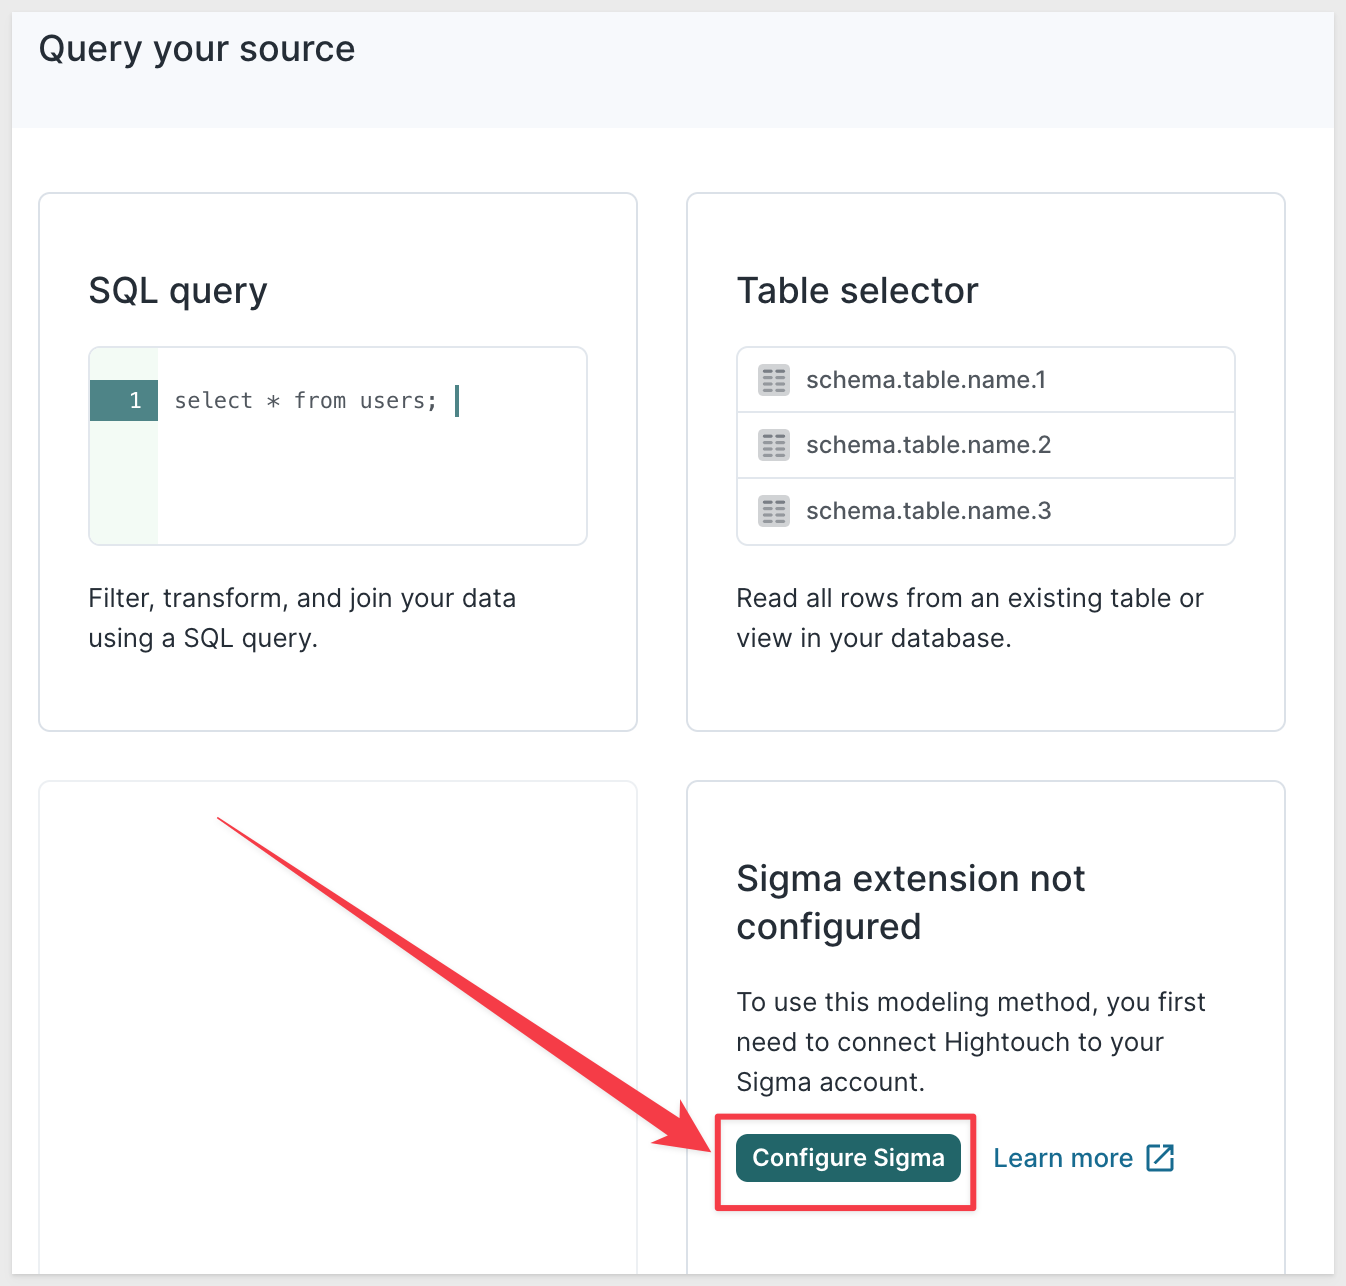 Query your source
SQL query
1 select * from users;
Filter, transform, and join your data
using a SQL query.
Table selector
schema.table.name.1
schema.table.name.2
schema.table.name.3
Read all rows from an existing table or
view in your database.
Sigma extension not
configured
To use this modeling method, you first
need to connect Hightouch to your
Sigma account.
Configure Sigma Learn more